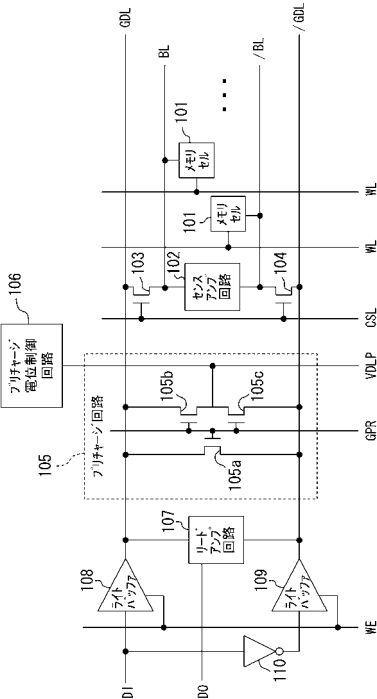 GDL
BL
/BL
/GDL
101
メモリセル
101
メモリセル
WL
WL
103
102
センスアンプ回路
104
CSL
106
プリチャージ電位制御回路
VDLP
105
プリチャージ回路
105b
105c
105a
GPR
107
リードアンプ回路
108
ライトバッファ
109
ライトバッファ
WE
110
DI
DO